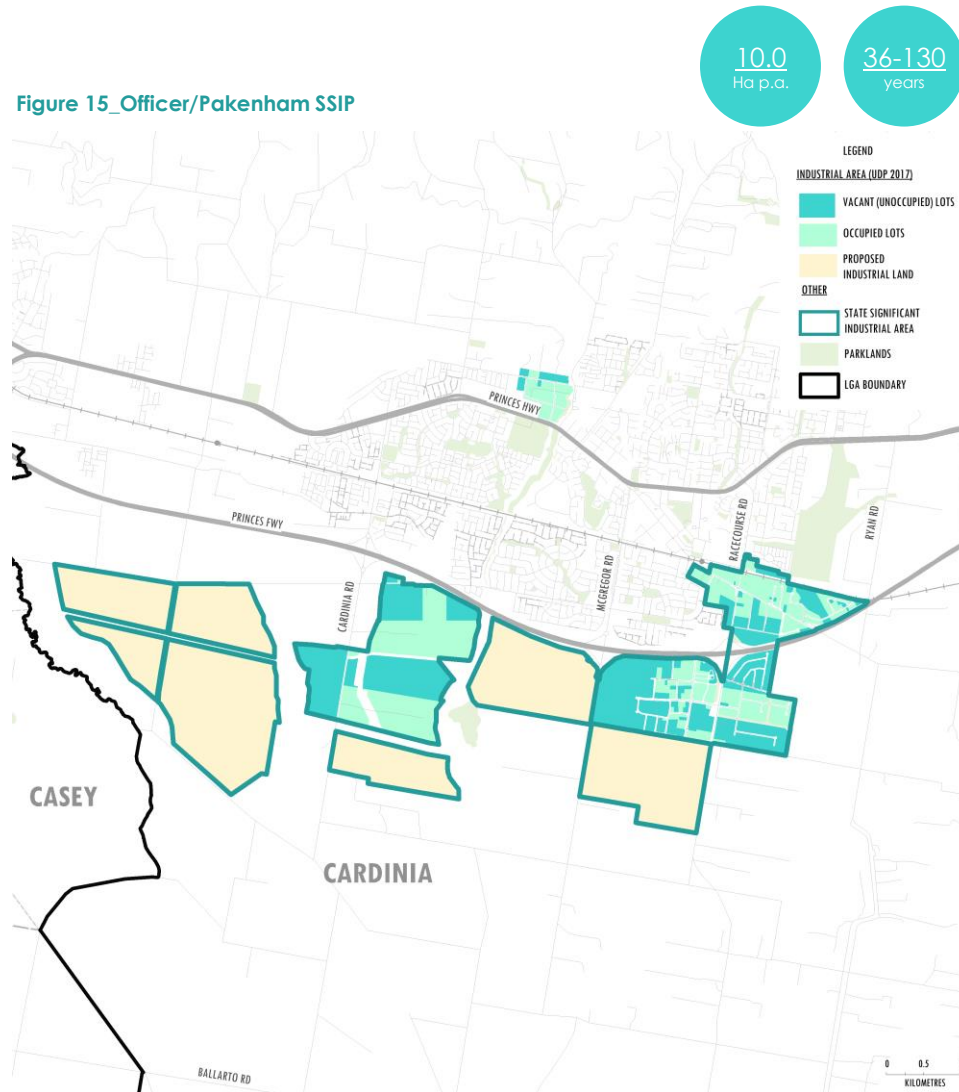 10.0
Ha p.a.
36-130
years
Figure 15_Officer/Pakenham SSIP
LEGEND
INDUSTRIAL AREA (UDP 2017)
VACANT (UNOCCUPIED) LOTS
OCCUPIED LOTS
PROPOSED
INDUSTRIAL LAND
OTHER
STATE SIGNIFICANT
INDUSTRIAL AREA
PARKLANDS
LGA BOUNDARY
PRINCES HWY
PRINCES FWY
CARDINIA RD
MCGREGOR RD
RACECOURSE RD
RYAN RD
CASEY
CARDINIA
BALLARTO RD
0 0.5
KILOMETRES